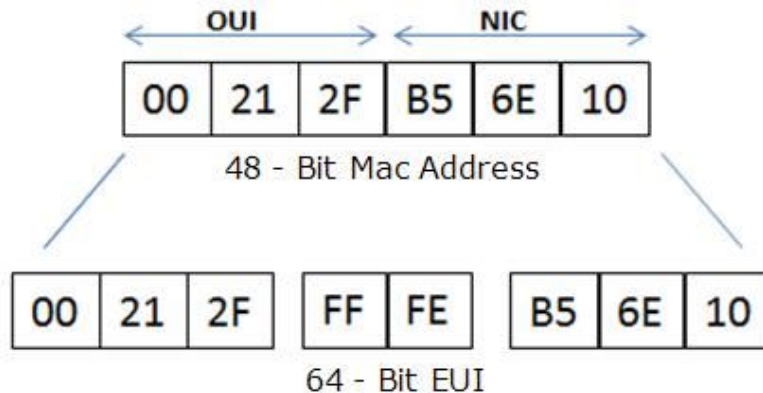 OUI NIC
00 21 2F B5 6E 10
48 - Bit Mac Address
00 21 2F FF FE B5 6E 10
64 - Bit EUI